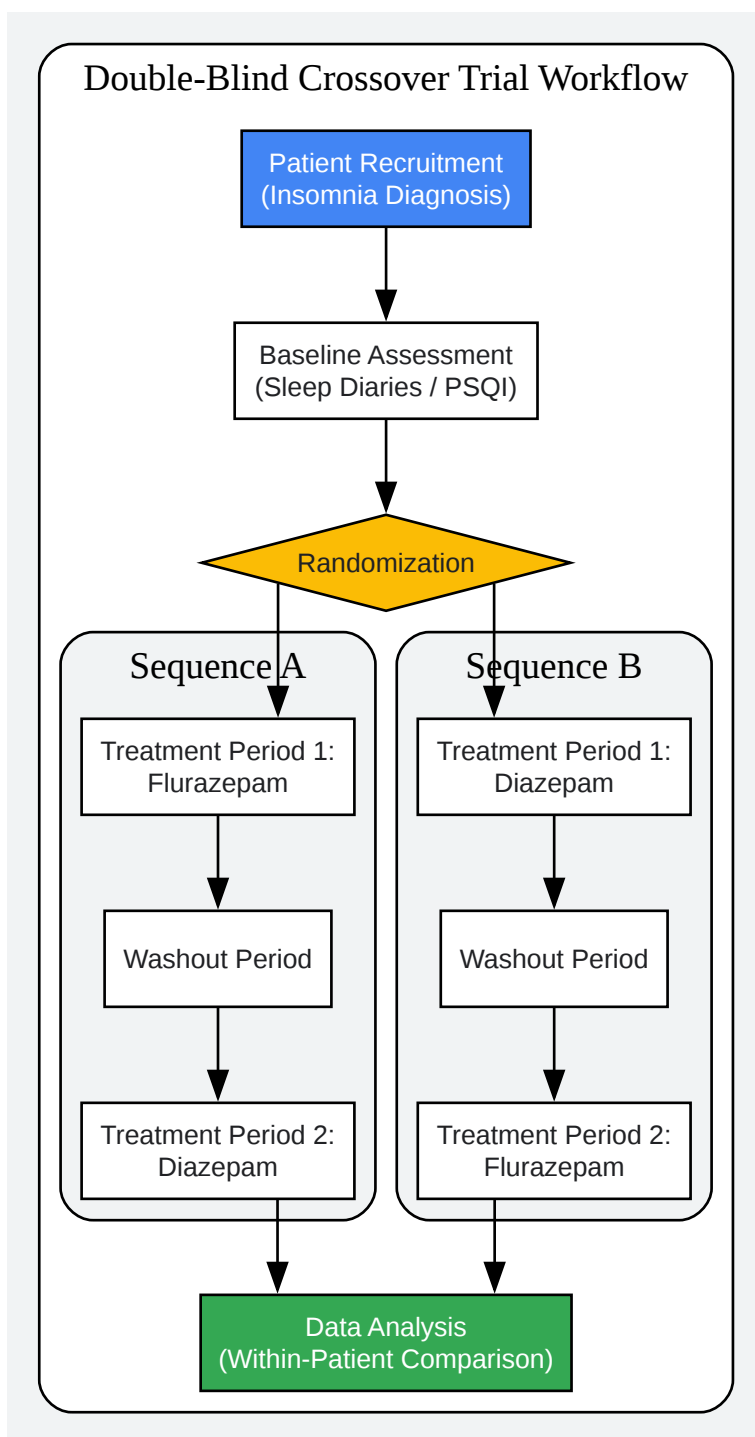 Double-Blind Crossover Trial Workflow
Patient Recruitment
(Insomnia Diagnosis)
Baseline Assessment
(Sleep Diaries / PSQI)
Randomization
Sequence A
Treatment Period 1:
Flurazepam
Washout Period
Treatment Period 2:
Diazepam
Sequence B
Treatment Period 1:
Diazepam
Washout Period
Treatment Period 2:
Flurazepam
Data Analysis
(Within-Patient Comparison)